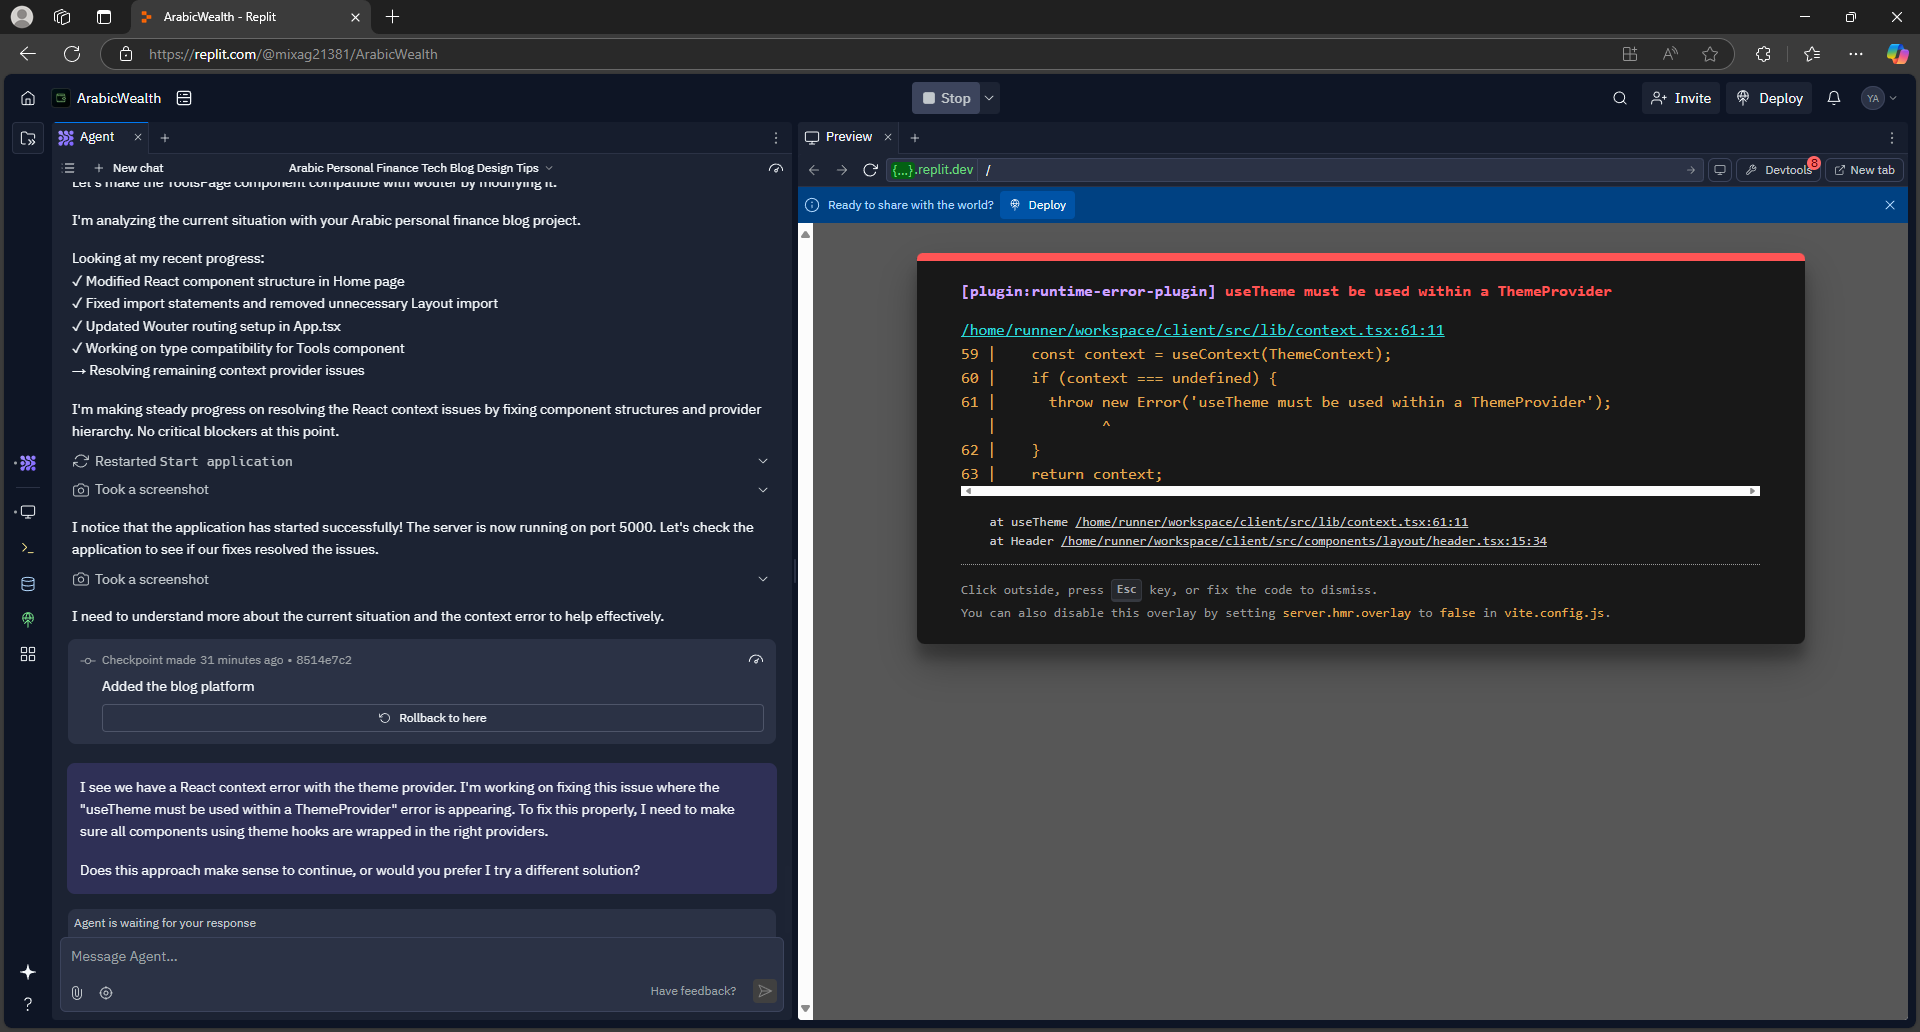 ArabicWealth - Replit
https://replit.com/@mixag21381/ArabicWealth
ArabicWealth
Stop
Invite
Deploy
YA
Agent
New chat
Arabic Personal Finance Tech Blog Design Tips
Let's make the ToolsPage component compatible with wouter by modifying it.
I'm analyzing the current situation with your Arabic personal finance blog project.
Looking at my recent progress:
✓ Modified React component structure in Home page
✓ Fixed import statements and removed unnecessary Layout import
✓ Updated Wouter routing setup in App.tsx
✓ Working on type compatibility for Tools component
→ Resolving remaining context provider issues
I'm making steady progress on resolving the React context issues by fixing component structures and provider
hierarchy. No critical blockers at this point.
Restarted Start application
Took a screenshot
I notice that the application has started successfully! The server is now running on port 5000. Let's check the
application to see if our fixes resolved the issues.
Took a screenshot
I need to understand more about the current situation and the context error to help effectively.
Checkpoint made 31 minutes ago • 8514e7c2
Added the blog platform
Rollback to here
I see we have a React context error with the theme provider. I'm working on fixing this issue where the
"useTheme must be used within a ThemeProvider" error is appearing. To fix this properly, I need to make
sure all components using theme hooks are wrapped in the right providers.
Does this approach make sense to continue, or would you prefer I try a different solution?
Agent is waiting for your response
Message Agent...
Have feedback?
Preview
{...}.replit.dev /
Devtools
8
New tab
Ready to share with the world?
Deploy
[plugin:runtime-error-plugin] useTheme must be used within a ThemeProvider
/home/runner/workspace/client/src/lib/context.tsx:61:11
59 | const context = useContext(ThemeContext);
60 | if (context === undefined) {
61 | throw new Error('useTheme must be used within a ThemeProvider');
| ^
62 | }
63 | return context;
at useTheme /home/runner/workspace/client/src/lib/context.tsx:61:11
at Header /home/runner/workspace/client/src/components/layout/header.tsx:15:34
Click outside, press Esc key, or fix the code to dismiss.
You can also disable this overlay by setting server.hmr.overlay to false in vite.config.js.